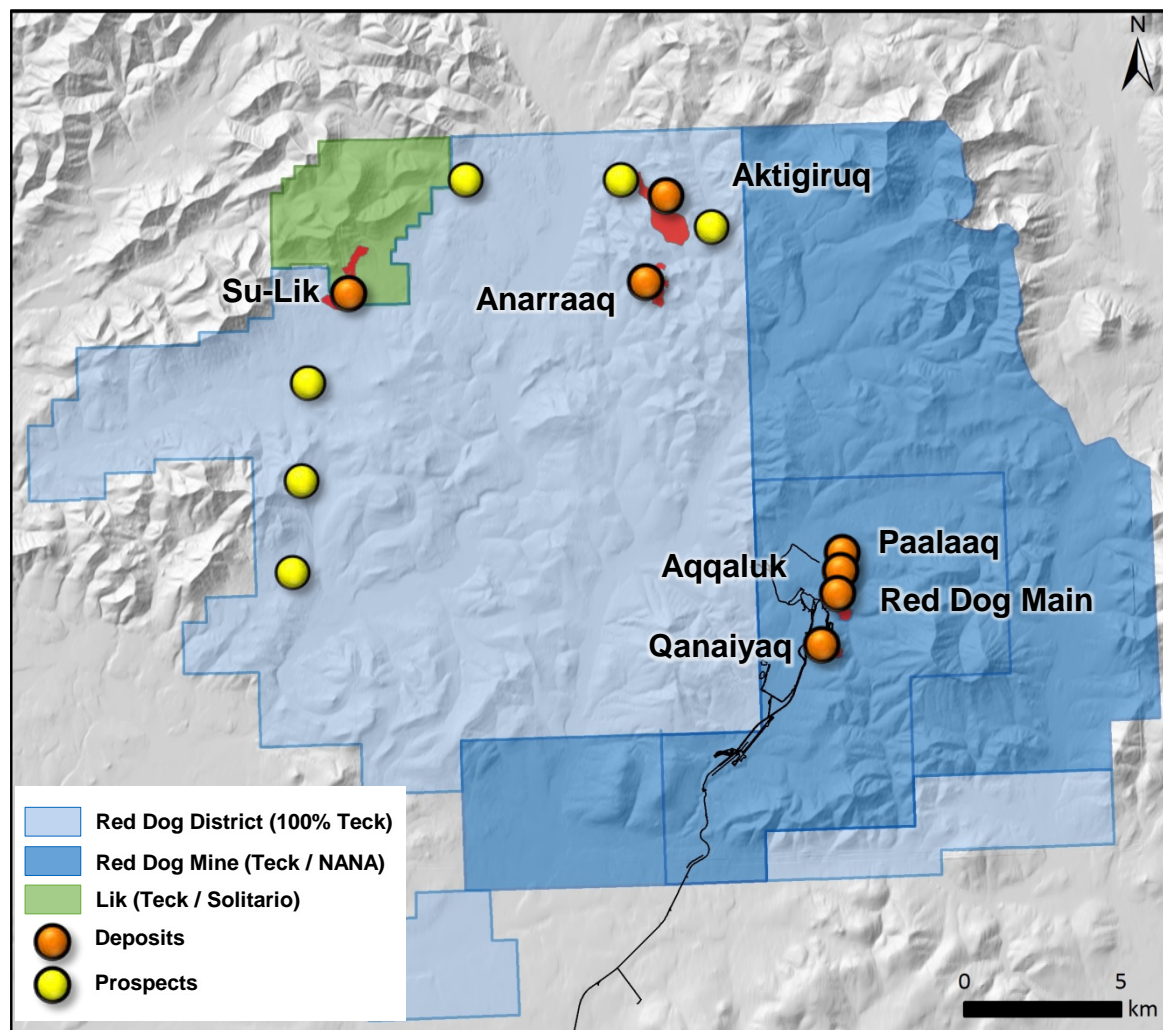 N
Aktigiruq
Su-Lik
Anarraaq
Paalaaq
Aqqaluk
Red Dog Main
Qanaiyaq
Red Dog District (100% Teck)
Red Dog Mine (Teck / NANA)
Lik (Teck / Solitario)
Deposits
Prospects
0 5
km